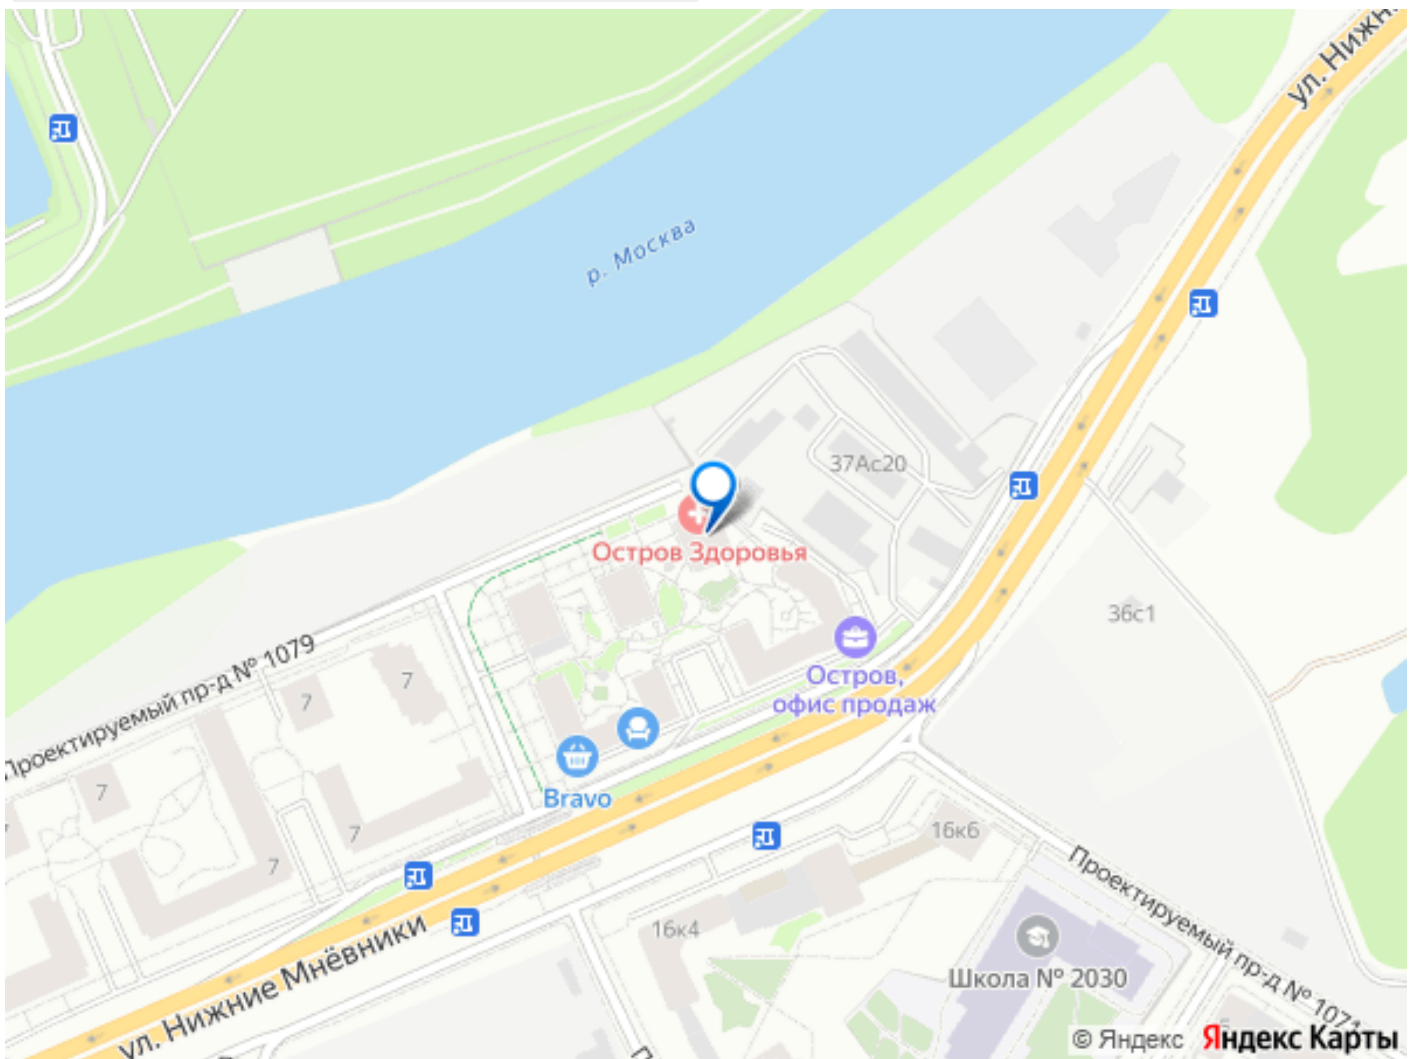 ул. Нижн
р. Москва
37Ас20
Остров Здоровья
36с1
Проектируемый пр-д № 1079
7
7
Остров,
офис продаж
7
Bravo
7
7
16к6
Проектируемый пр-д № 1071
16к4
ул. Нижние Мнёвники
Школа № 2030
© Яндекс Яндекс Карты